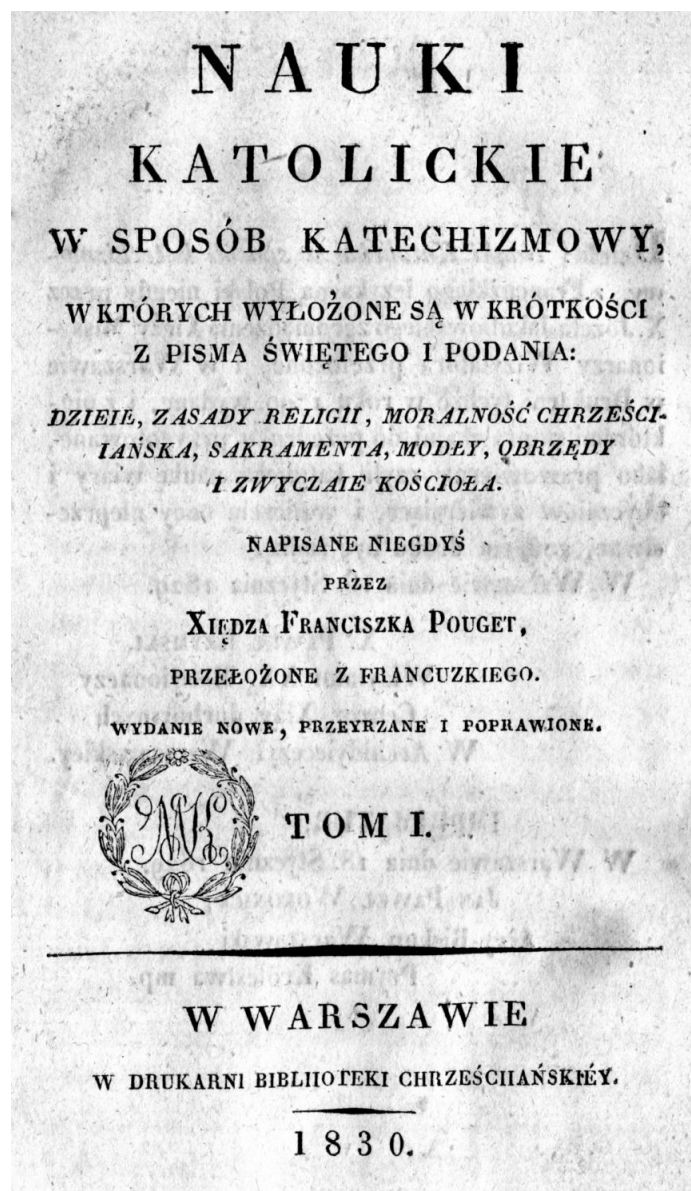 NAUKI
KATOLICKIE
W SPOSÓB KATECHIZMOWY,
W KTÓRYCH WYŁOŻONE SĄ W KRÓTKOŚCI
Z PISMA ŚWIĘTEGO I PODANIA:
DZIEIE, ZASADY RELIGII, MORALNOŚĆ CHRZEŚCI-
IAŃSKA, SAKRAMENTA, MODŁY, OBRZĘDY
I ZWYCZAIE KOŚCIOŁA.
NAPISANE NIEGDYŚ
PRZEZ
XIĘDZA FRANCISZKA POUGET,
PRZEŁOŻONE Z FRANCUZKIEGO.
WYDANIE NOWE, PRZEYRZANE I POPRAWIONE.
TOM I.
W WARSZAWIE
W DRUKARNI BIBLIIOTEKI CHRZEŚCIIAŃSKIÉY.
1830.